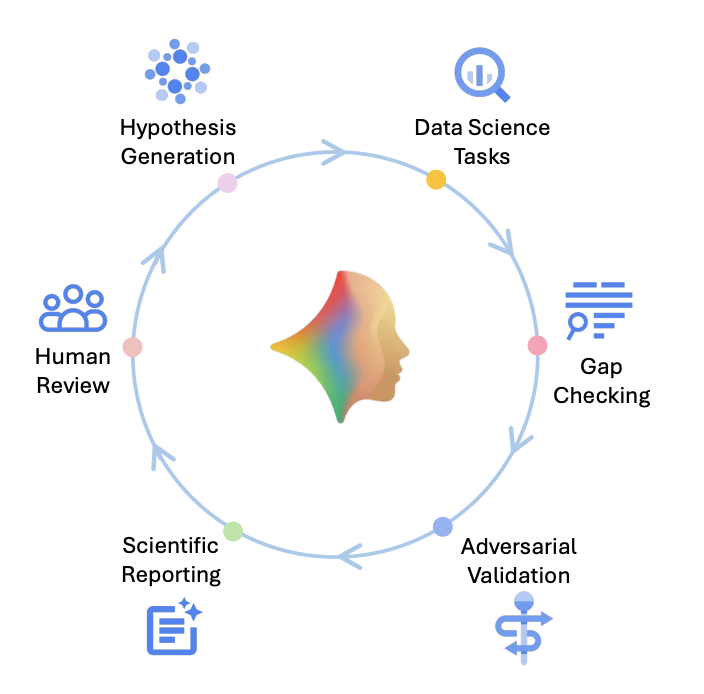 Hypothesis
Generation
Data Science
Tasks
Gap
Checking
Adversarial
Validation
Scientific
Reporting
Human
Review